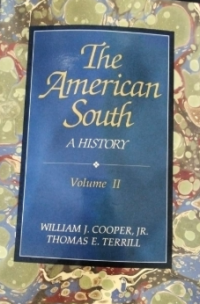 The
American
South
A HISTORY
Volume II
WILLIAM J. COOPER, JR.
THOMAS E. TERRILL